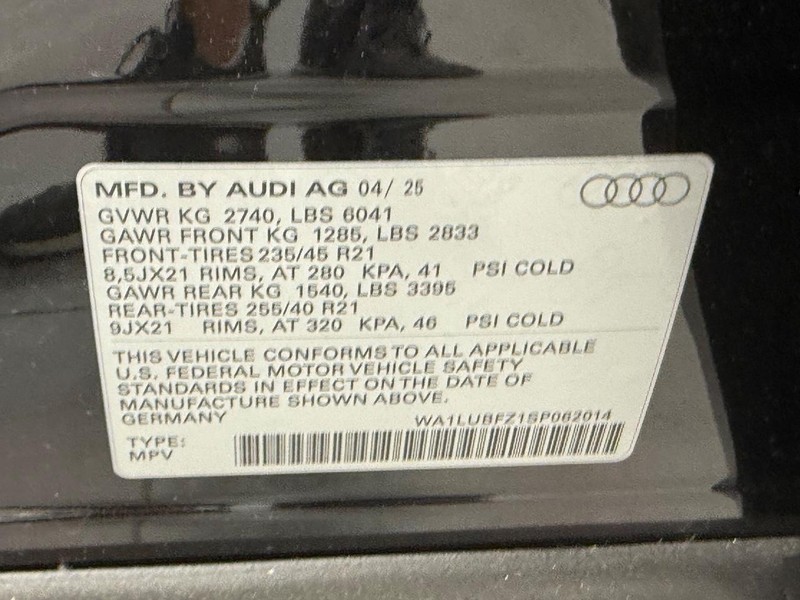 MFD. BY AUDI AG 04/ 25
GVWR KG 2740, LBS 6041
GAWR FRONT KG 1285, LBS 2833
FRONT-TIRES 235/45 R21
8,5JX21 RIMS, AT 280 KPA, 41 PSI COLD
GAWR REAR KG 1540, LBS 3395
REAR-TIRES 255/40 R21
9JX21 RIMS, AT 320 KPA, 46 PSI COLD
THIS VEHICLE CONFORMS TO ALL APPLICABLE
U.S. FEDERAL MOTOR VEHICLE SAFETY
STANDARDS IN EFFECT ON THE DATE OF
MANUFACTURE SHOWN ABOVE.
GERMANY
WA1LUBFZ1SP062014
TYPE:
MPV